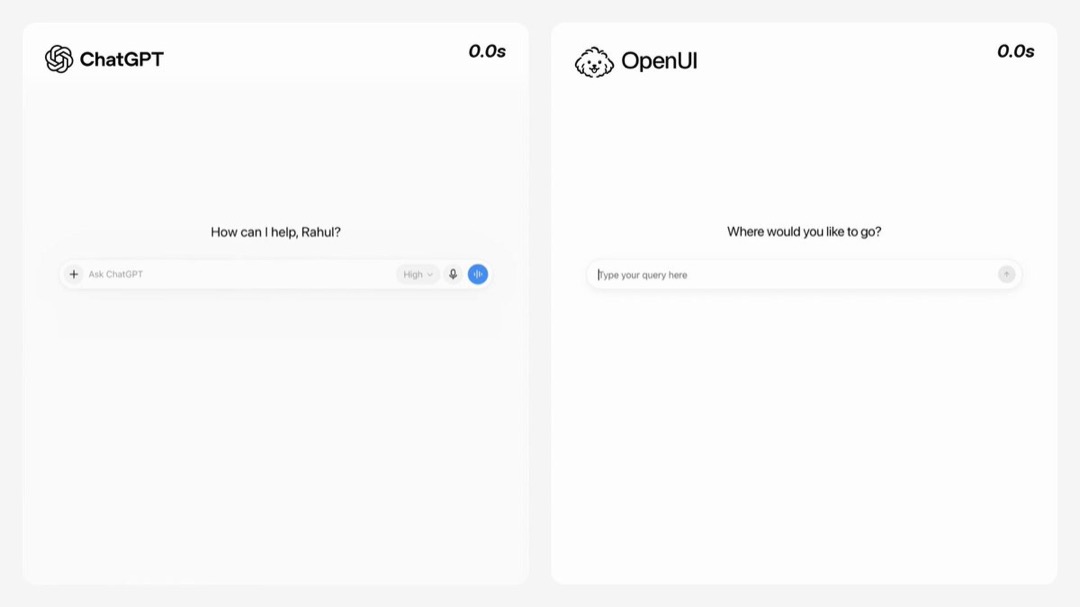 ChatGPT
0.0s
How can I help, Rahul?
Ask ChatGPT
High
OpenUI
0.0s
Where would you like to go?
Type your query here